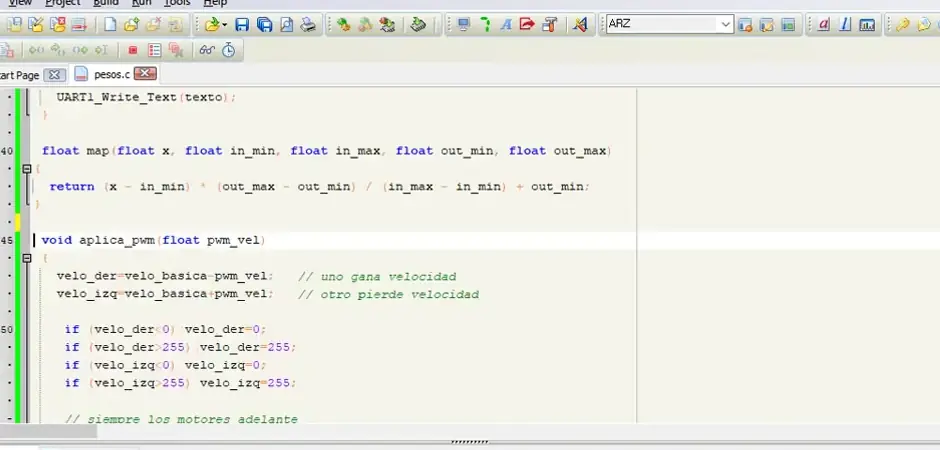 View Project Build Run Tools Help
ARZ
Start Page pesos.c
UART1_Write_Text(texto);
}
40 float map(float x, float in_min, float in_max, float out_min, float out_max)
{
return (x - in_min) * (out_max - out_min) / (in_max - in_min) + out_min;
}
45 void aplica_pwm(float pwm_vel)
{
velo_der=velo_basica-pwm_vel; // uno gana velocidad
velo_izq=velo_basica+pwm_vel; // otro pierde velocidad
50 if (velo_der<0) velo_der=0;
if (velo_der>255) velo_der=255;
if (velo_izq<0) velo_izq=0;
if (velo_izq>255) velo_izq=255;
// siempre los motores adelante